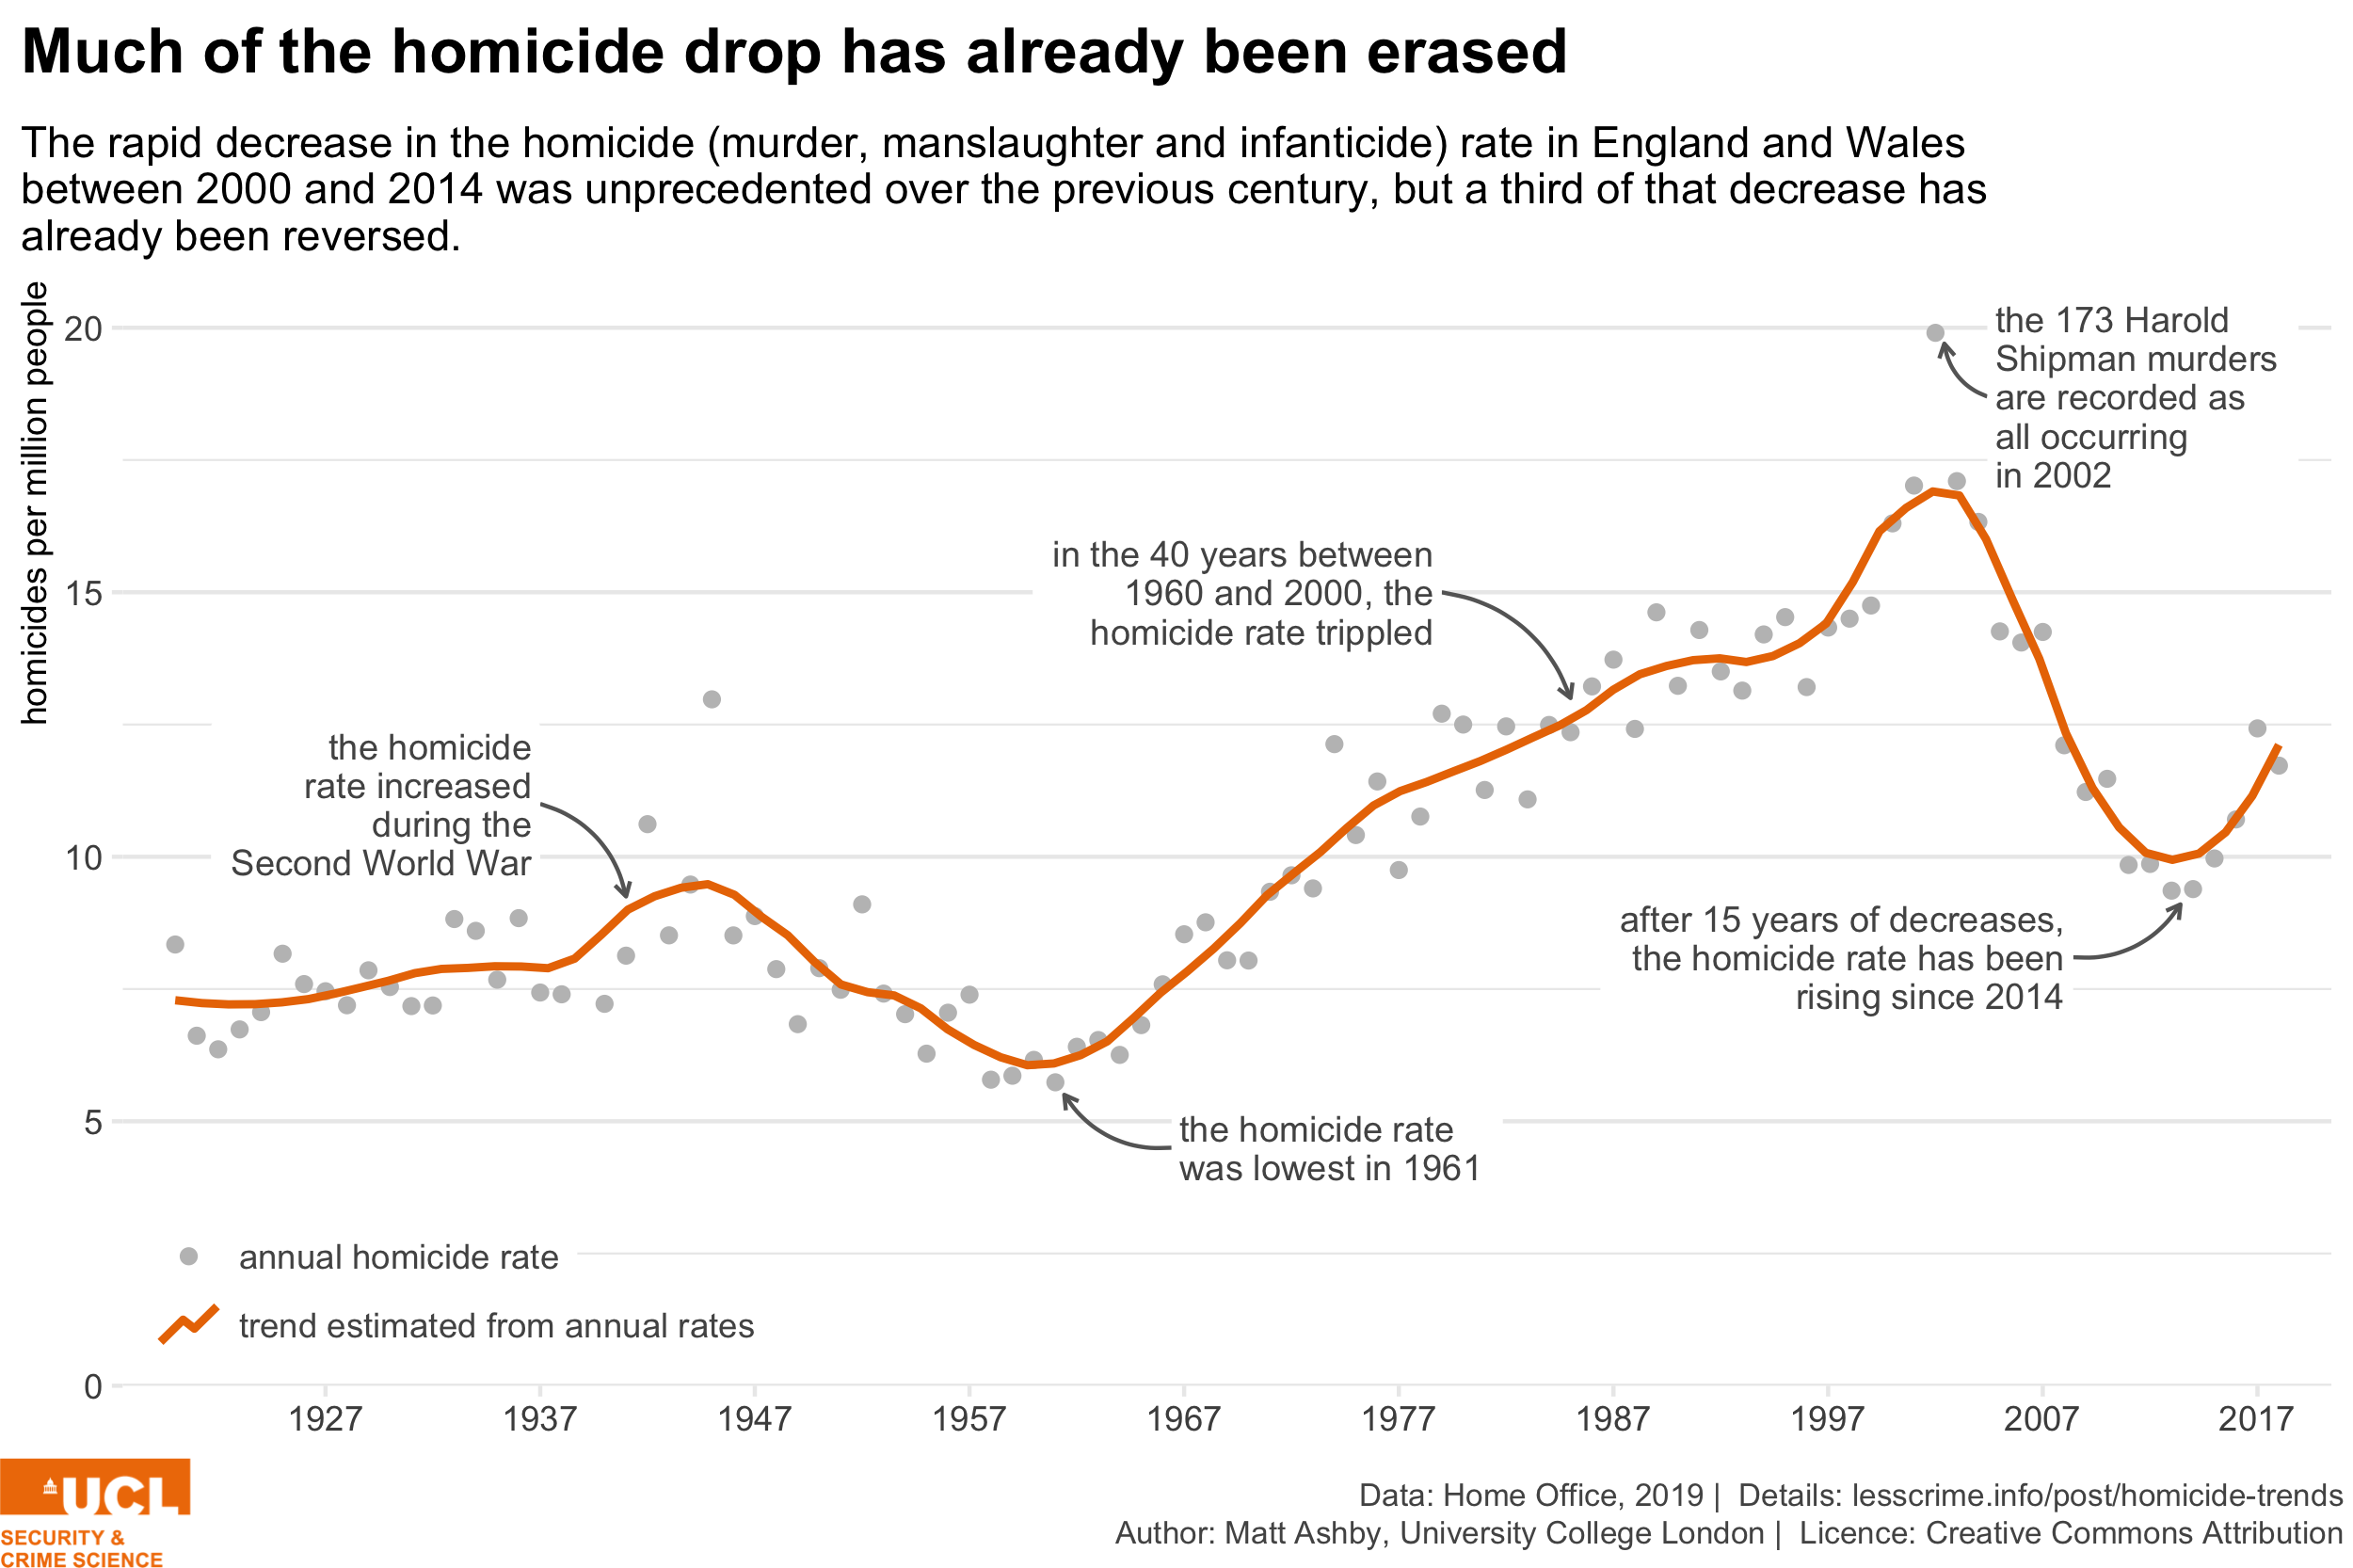 Much of the homicide drop has already been erased
The rapid decrease in the homicide (murder, manslaughter and infanticide) rate in England and Wales
between 2000 and 2014 was unprecedented over the previous century, but a third of that decrease has
already been reversed.
homicides per million people
20
15
10
5
0
the 173 Harold
Shipman murders
are recorded as
all occurring
in 2002
in the 40 years between
1960 and 2000, the
homicide rate trippled
the homicide
rate increased
during the
Second World War
after 15 years of decreases,
the homicide rate has been
rising since 2014
the homicide rate
was lowest in 1961
annual homicide rate
trend estimated from annual rates
1927 1937 1947 1957 1967 1977 1987 1997 2007 2017
UCL
SECURITY &
CRIME SCIENCE
Data: Home Office, 2019 | Details: lesscrime.info/post/homicide-trends
Author: Matt Ashby, University College London | Licence: Creative Commons Attribution